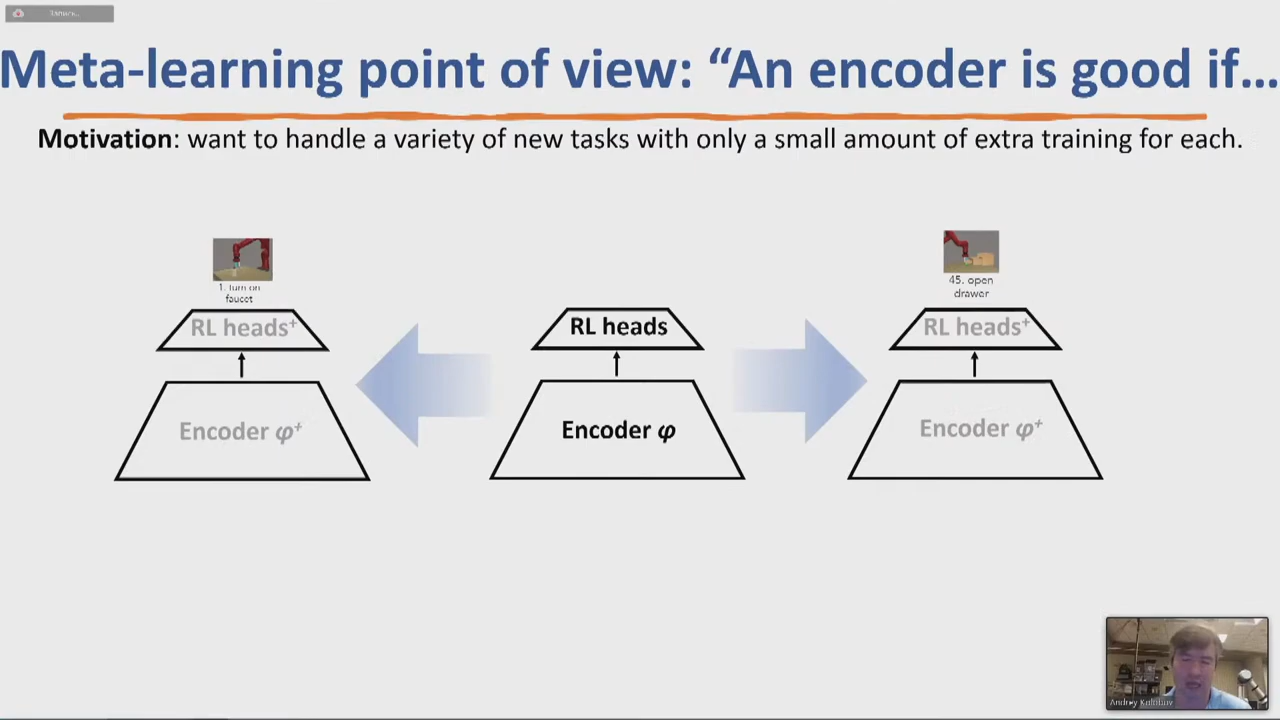 Запись...
Meta-learning point of view: “An encoder is good if...
Motivation: want to handle a variety of new tasks with only a small amount of extra training for each.
1. turn on
faucet
45. open
drawer
RL heads⁺
RL heads
RL heads⁺
Encoder φ⁺
Encoder φ
Encoder φ⁺
Andrey Kolobov